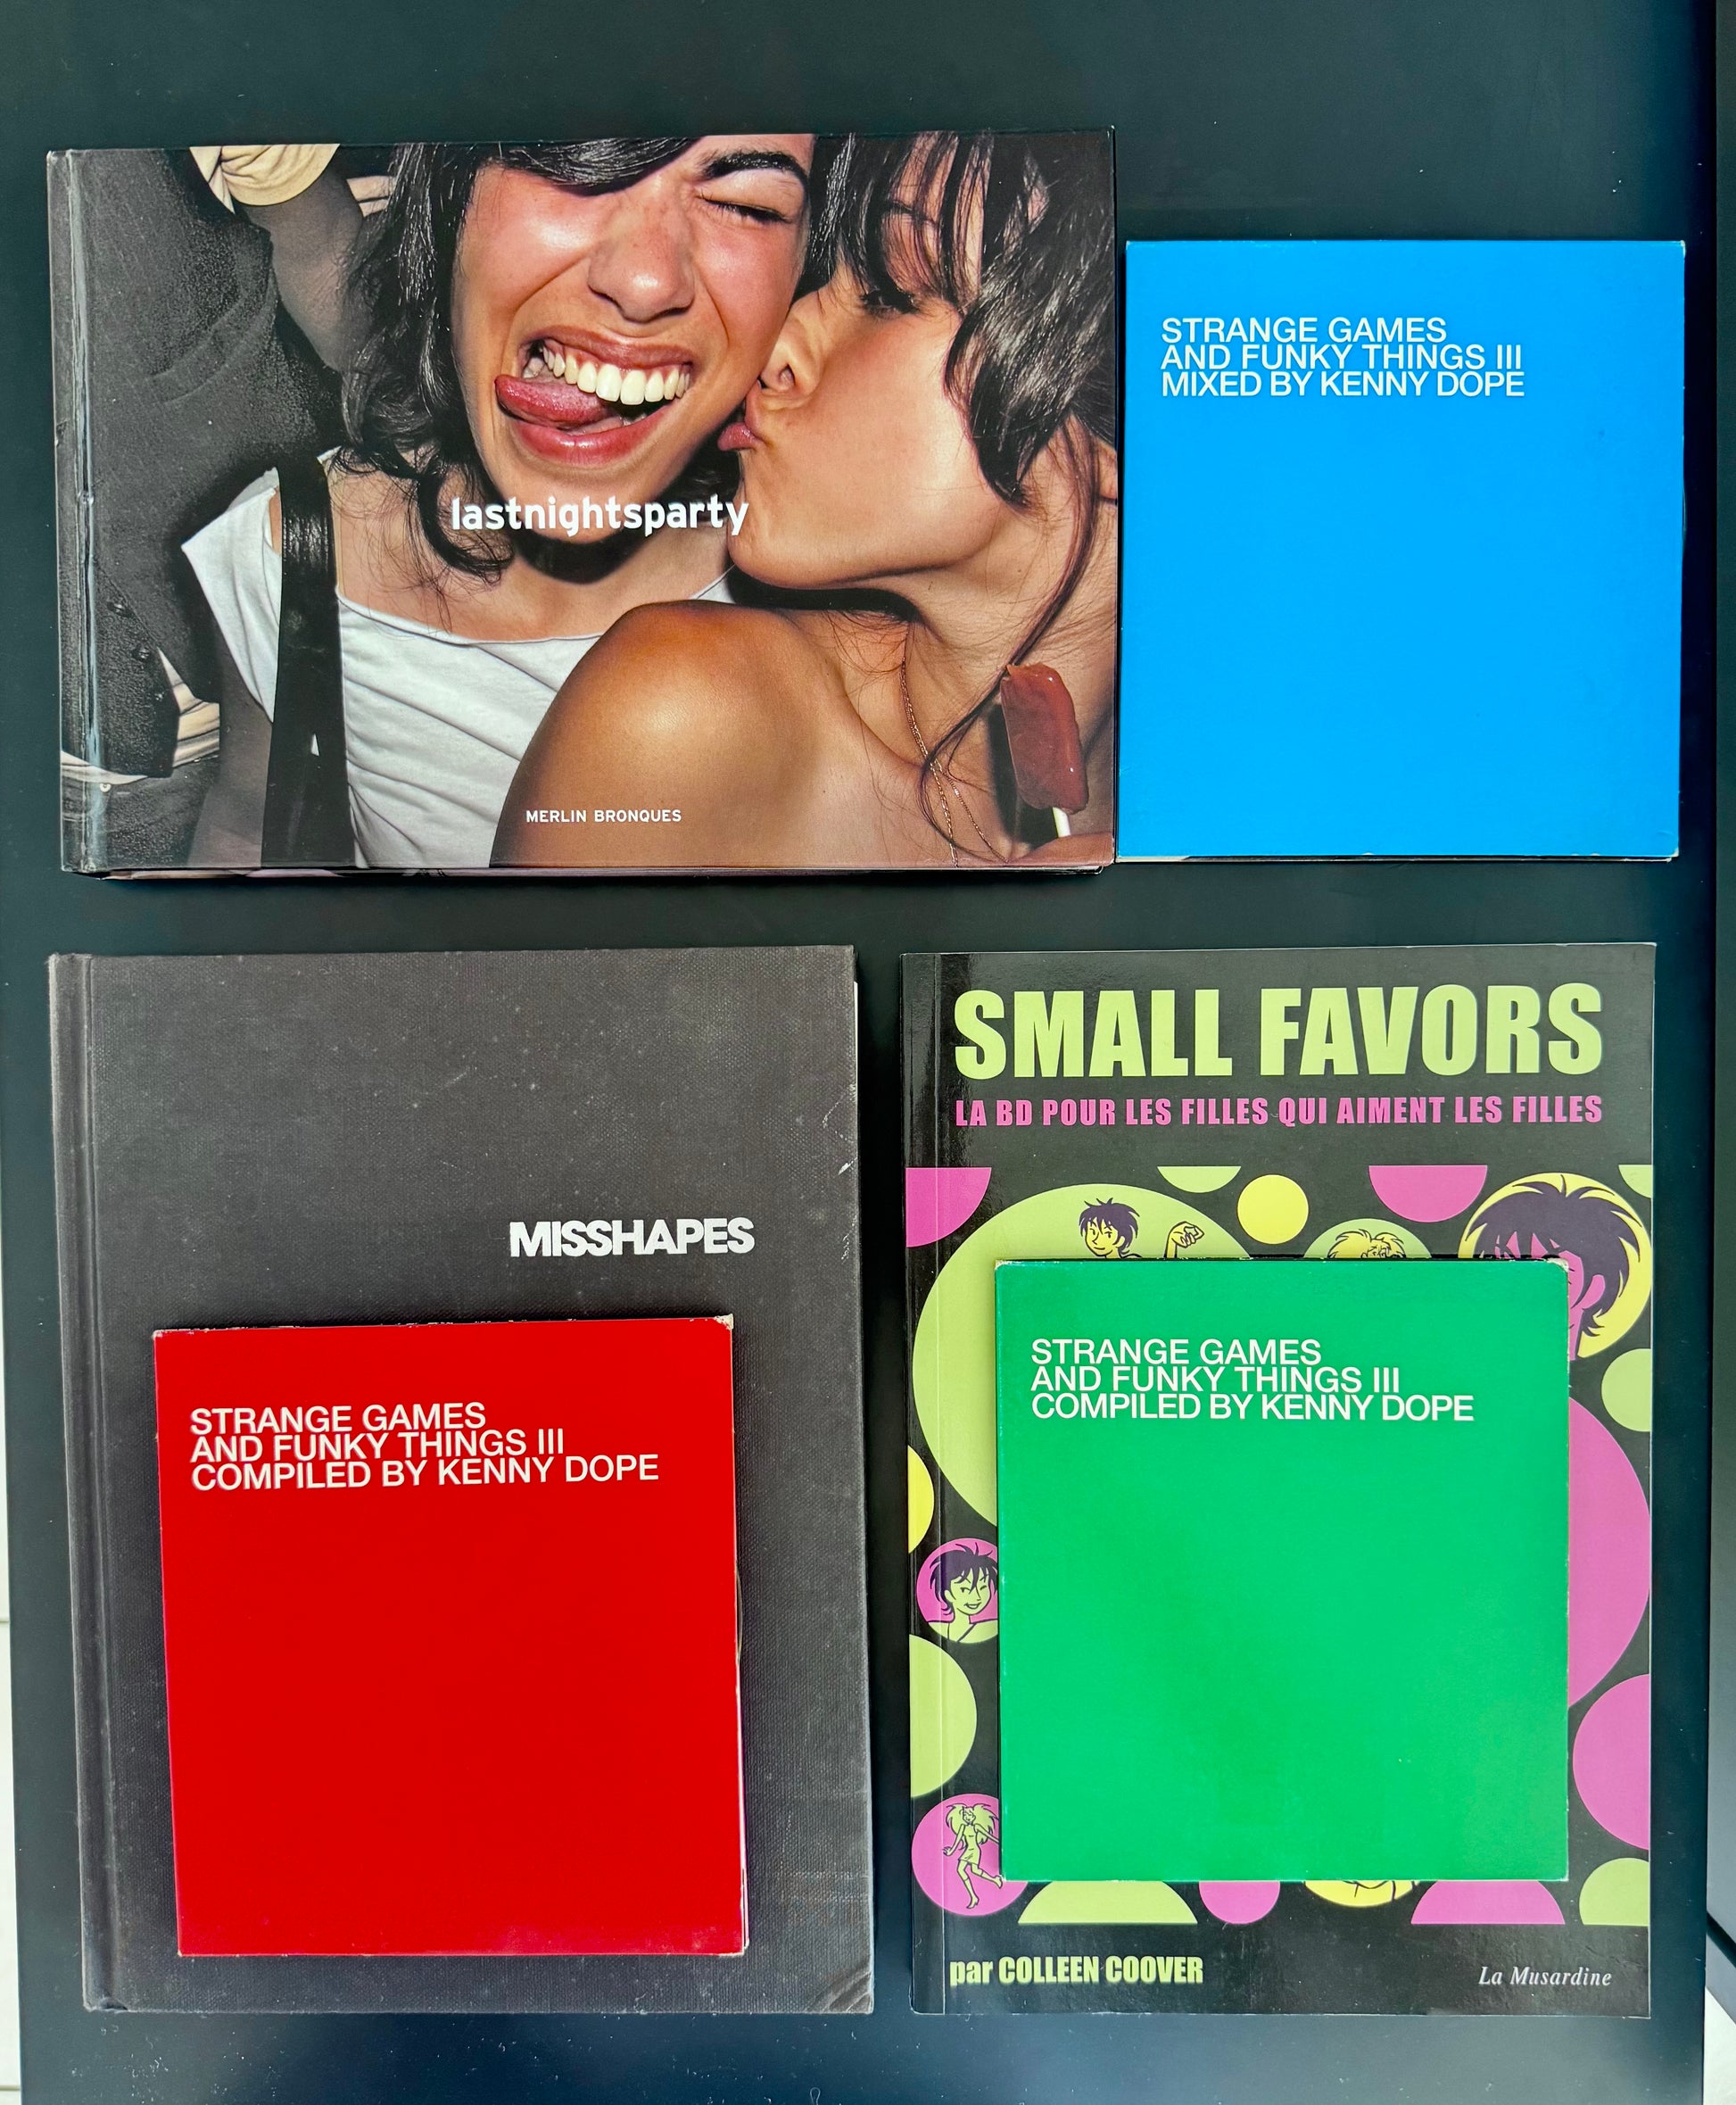 lastnightsparty
MERLIN BRONQUES
STRANGE GAMES
AND FUNKY THINGS III
MIXED BY KENNY DOPE
MISSHAPES
STRANGE GAMES
AND FUNKY THINGS III
COMPILED BY KENNY DOPE
SMALL FAVORS
LA BD POUR LES FILLES QUI AIMENT LES FILLES
STRANGE GAMES
AND FUNKY THINGS III
COMPILED BY KENNY DOPE
par COLLEEN COOVER
La Musardine